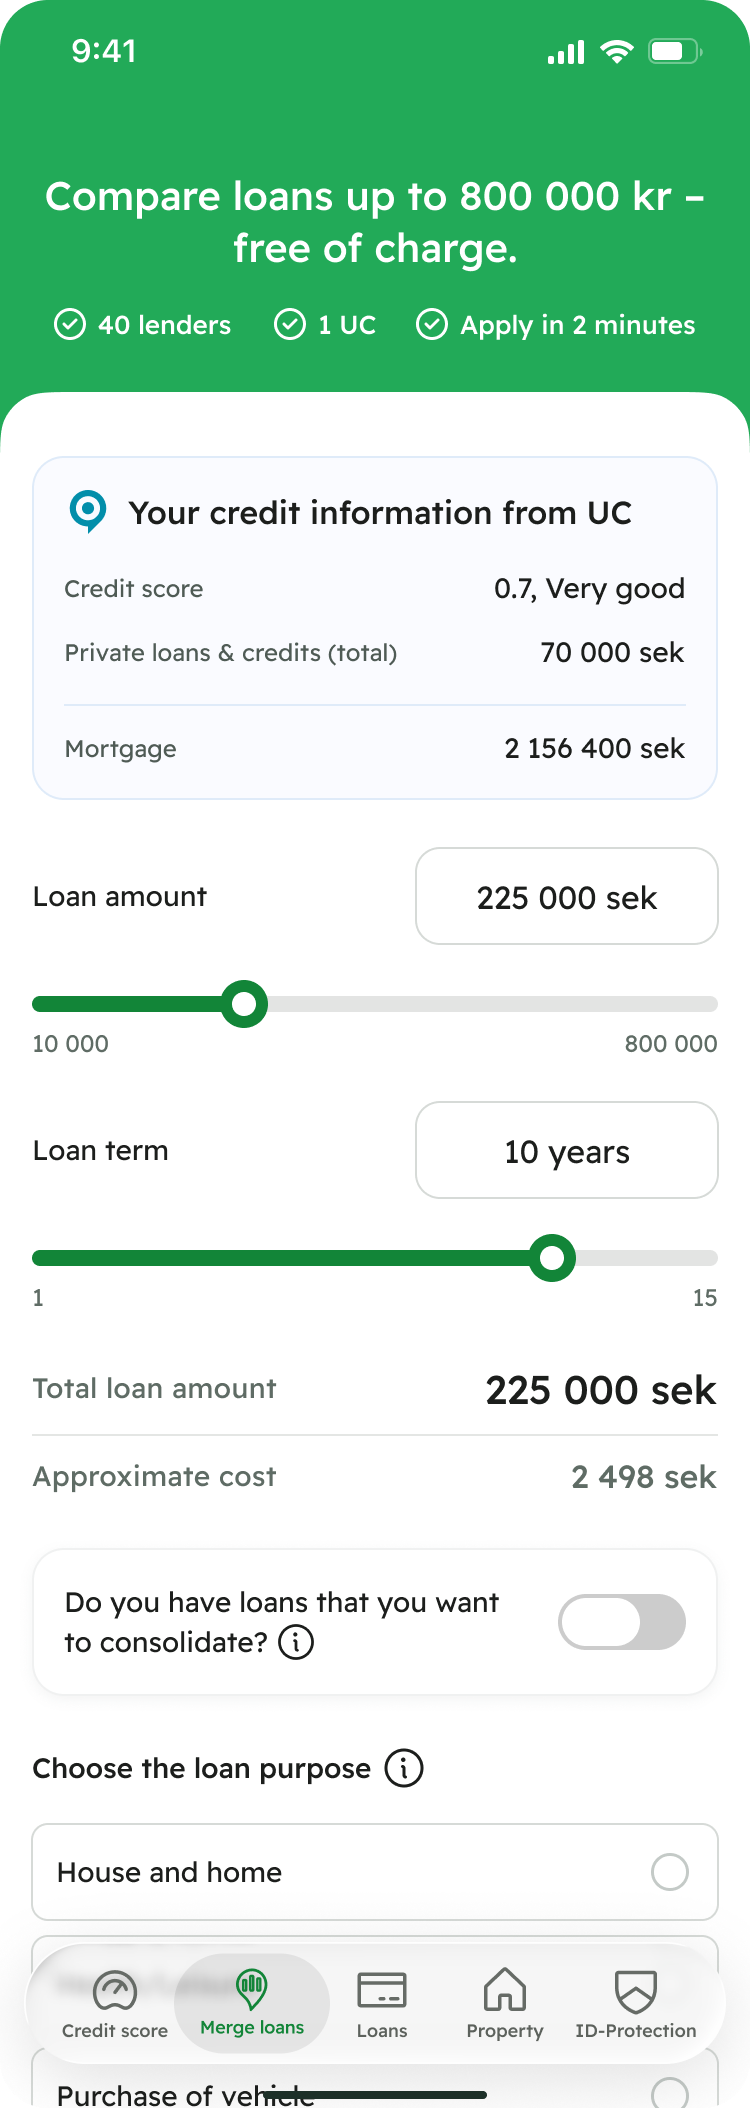 9:41
Compare loans up to 800 000 kr –
free of charge.
40 lenders 1 UC Apply in 2 minutes
Your credit information from UC
Credit score 0.7, Very good
Private loans & credits (total) 70 000 sek
Mortgage 2 156 400 sek
Loan amount 225 000 sek
10 000 800 000
Loan term 10 years
1 15
Total loan amount 225 000 sek
Approximate cost 2 498 sek
Do you have loans that you want
to consolidate?
Choose the loan purpose
House and home
Credit score Merge loans Loans Property ID-Protection
Purchase of vehicle